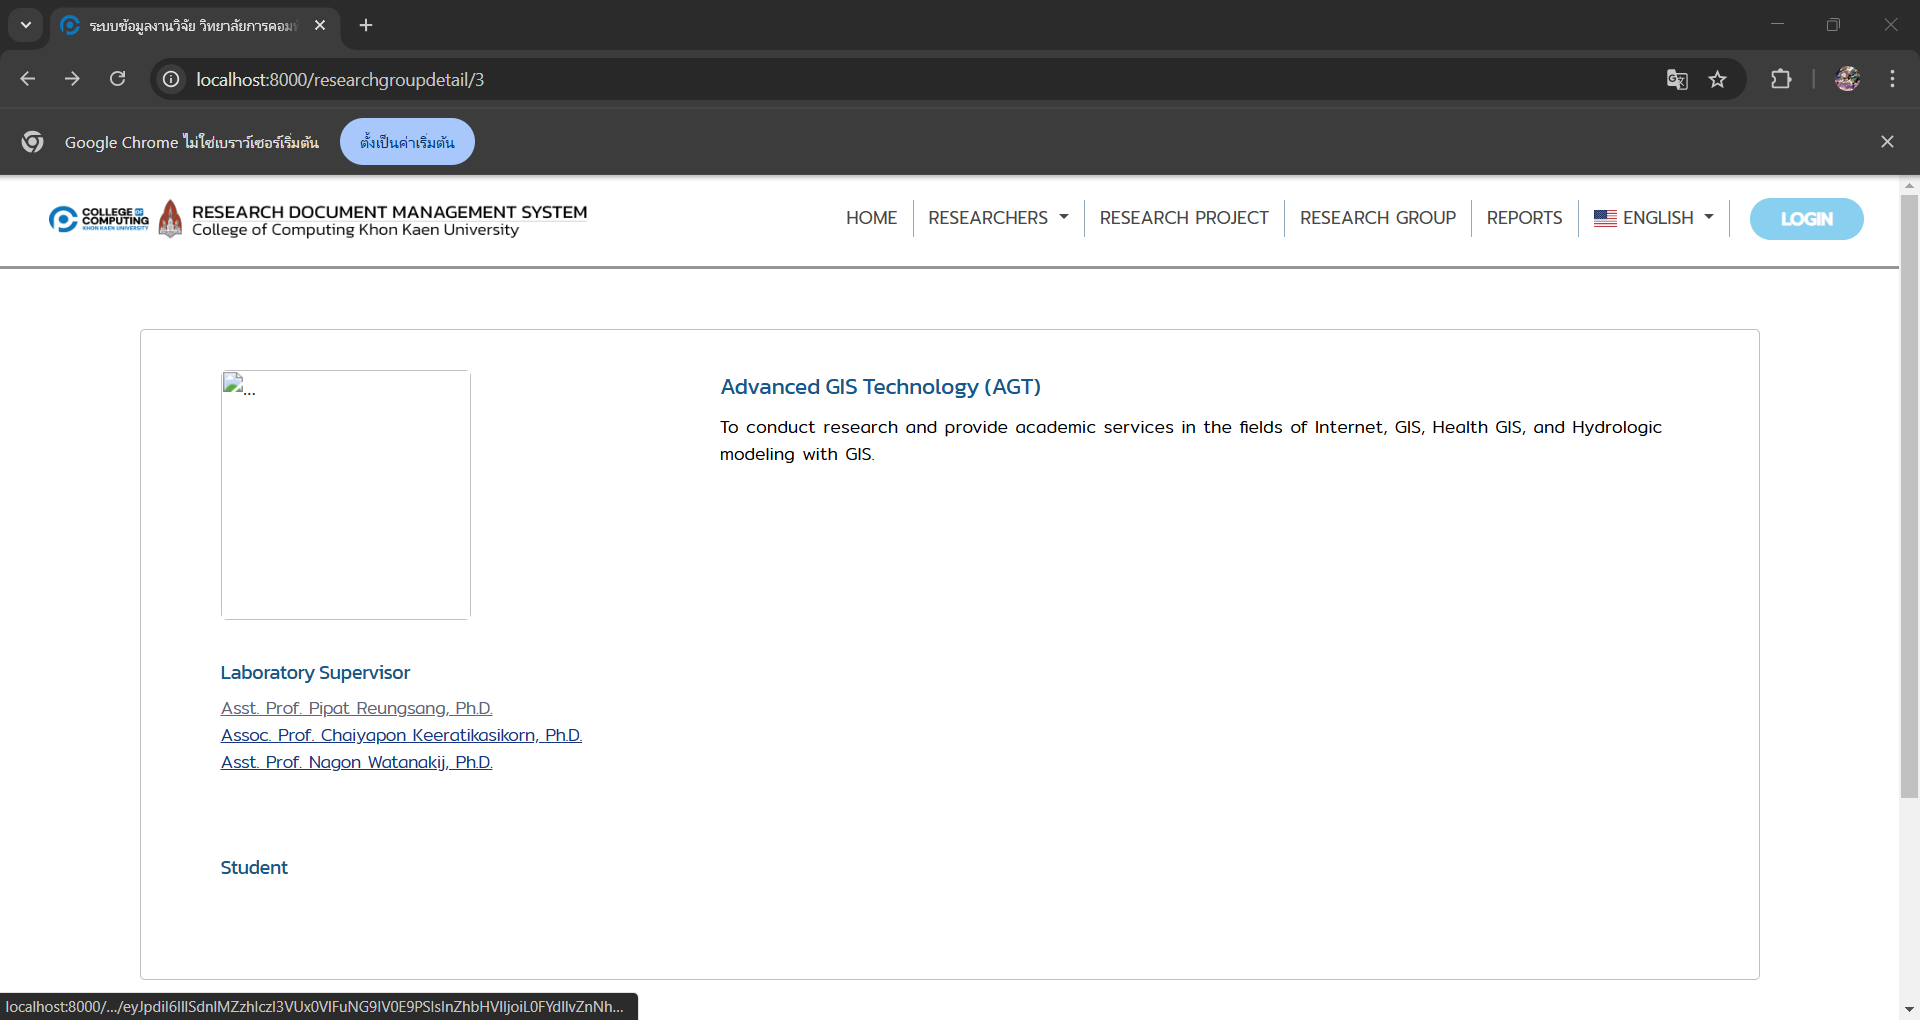 ระบบข้อมูลงานวิจัย วิทยาลัยการคอม
localhost:8000/researchgroupdetail/3
Google Chrome ไม่ใช่เบราว์เซอร์เริ่มต้น
ตั้งเป็นค่าเริ่มต้น
COLLEGE OF
COMPUTING
KHON KAEN UNIVERSITY
RESEARCH DOCUMENT MANAGEMENT SYSTEM
College of Computing Khon Kaen University
HOME
RESEARCHERS
RESEARCH PROJECT
RESEARCH GROUP
REPORTS
ENGLISH
LOGIN
...
Advanced GIS Technology (AGT)
To conduct research and provide academic services in the fields of Internet, GIS, Health GIS, and Hydrologic
modeling with GIS.
Laboratory Supervisor
Asst. Prof. Pipat Reungsang, Ph.D.
Assoc. Prof. Chaiyapon Keeratikasikorn, Ph.D.
Asst. Prof. Nagon Watanakij, Ph.D.
Student